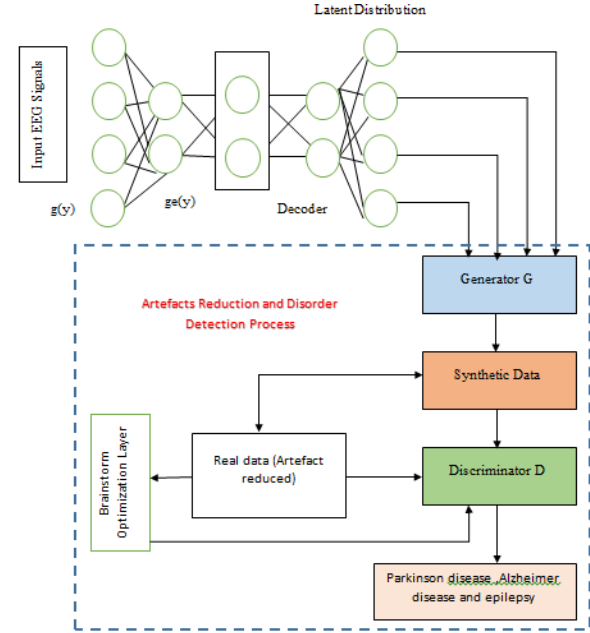 Latent Distribution
Input EEG Signals
g(y)
ge(y)
Decoder
Generator G
Artefacts Reduction and Disorder
Detection Process
Synthetic Data
Brainstorm
Optimization Layer
Real data (Artefact
reduced)
Discriminator D
Parkinson disease ,Alzheimer
disease and epilepsy